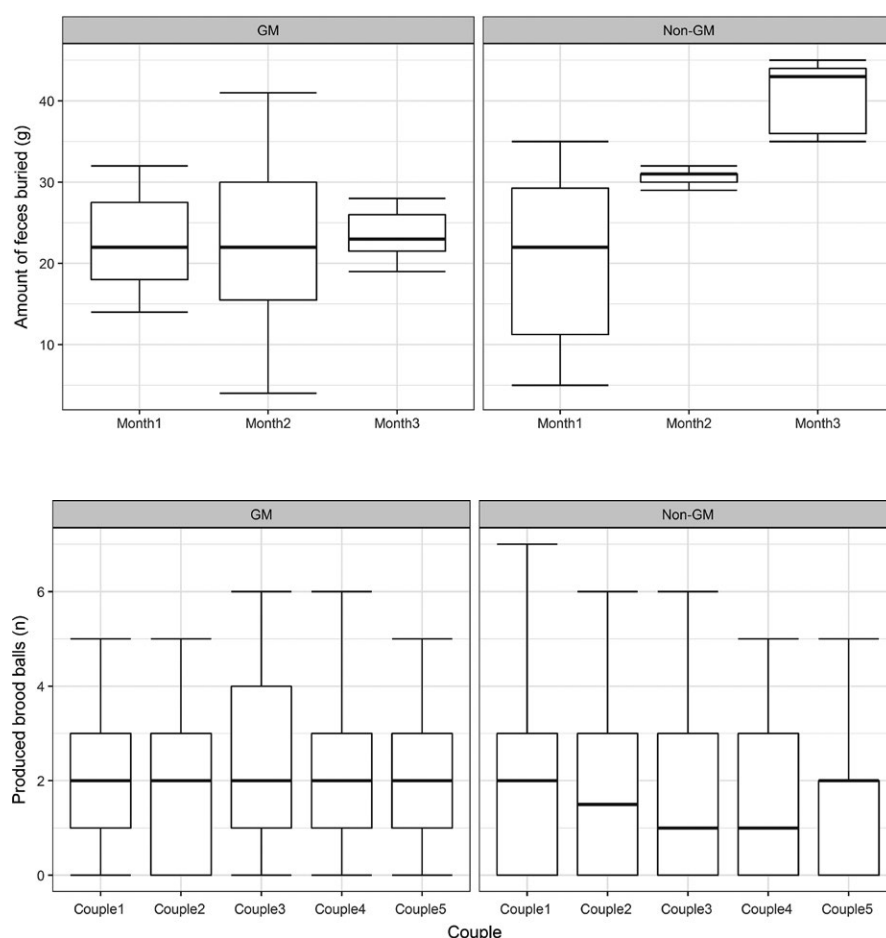 GM Non-GM
Amount of feces buried (g)
40
30
20
10
Month1 Month2 Month3 Month1 Month2 Month3
GM Non-GM
Produced brood balls (n)
6
4
2
0
Couple1 Couple2 Couple3 Couple4 Couple5 Couple1 Couple2 Couple3 Couple4 Couple5
Couple